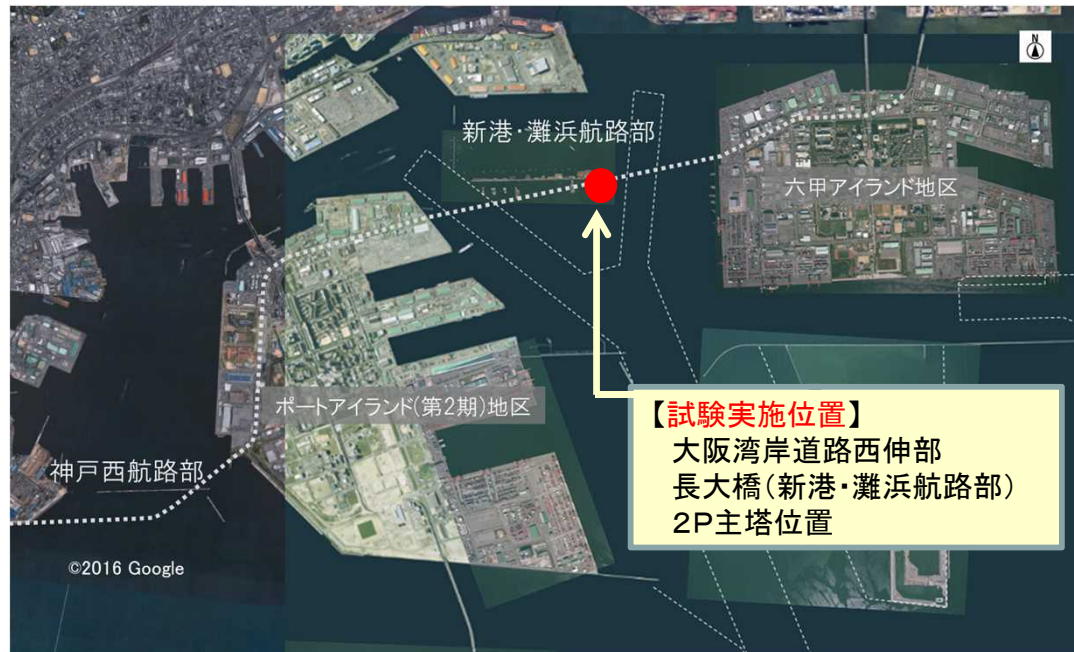 N
新港・灘浜航路部
六甲アイランド地区
ポートアイランド(第2期)地区
【試験実施位置】
大阪湾岸道路西伸部
長大橋(新港・灘浜航路部)
2P主塔位置
神戸西航路部
©2016 Google